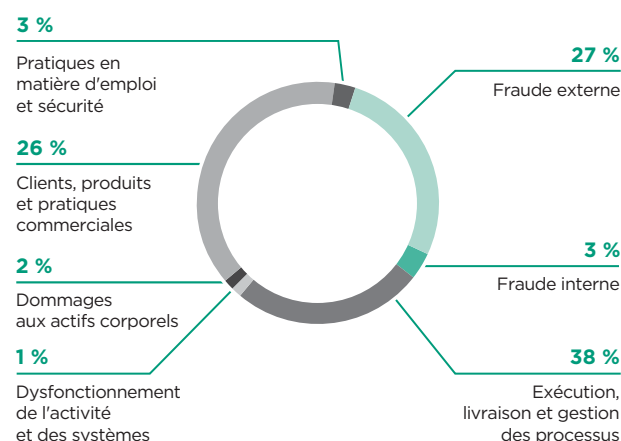 3 %
Pratiques en
matière d'emploi
et sécurité
26 %
Clients, produits
et pratiques
commerciales
2 %
Dommages
aux actifs corporels
1 %
Dysfonctionnement
de l'activité
et des systèmes
27 %
Fraude externe
3 %
Fraude interne
38 %
Exécution,
livraison et gestion
des processus